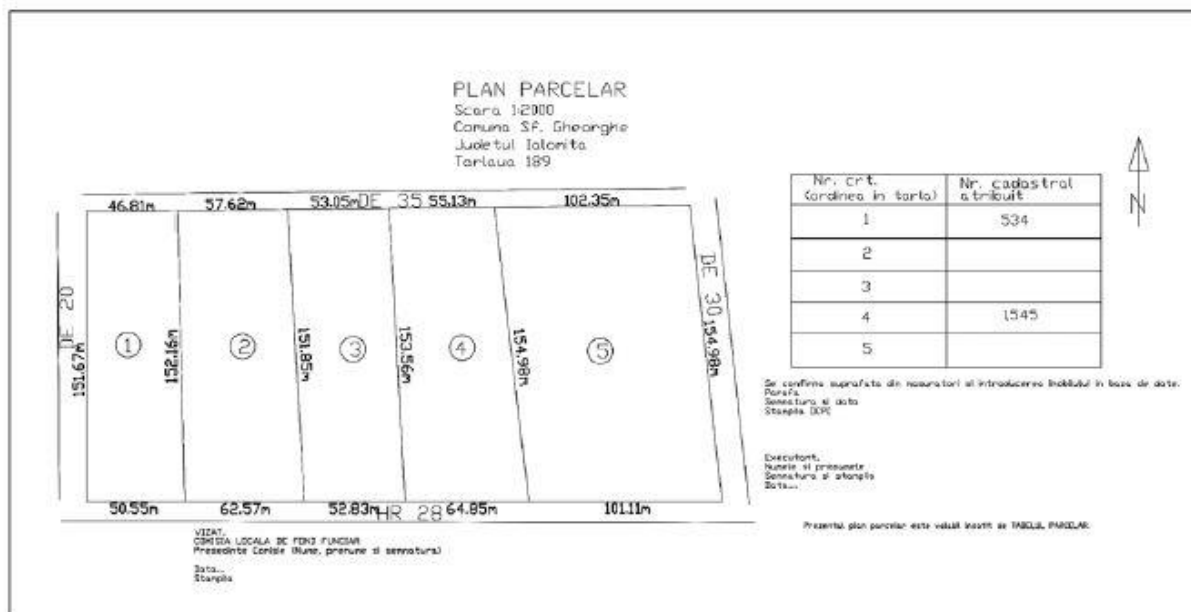 PLAN PARCELAR
Scara 1:2000
Comuna Sf. Gheorghe
Judetul Ialomita
Tarlaua 189
46.81m
57.62m
53.05m
DE 35
55.13m
102.35m
DE 20
151.67m
1
152.16m
2
151.85m
3
153.56m
4
154.98m
5
DE 30
154.98m
50.55m
62.57m
52.83m
HR 28
64.85m
101.11m
N
Nr. crt. Nr. cadastral
(ordinea in tarla) atribuit
1 534
2
3
4 1545
5
Se confirma suprafata din masuratori si introducerea imobilului in baza de date.
Parafa
Semnatura si data
Stampila OCPI
Executant,
Numele si prenumele
Semnatura si stampila
Data...
Prezentul plan parcelar este valabil insotit de TABELUL PARCELAR.
VIZAT,
COMISIA LOCALA DE FOND FUNCIAR
Presedinte Comisie (Nume, prenume si semnatura)
Data...
Stampila